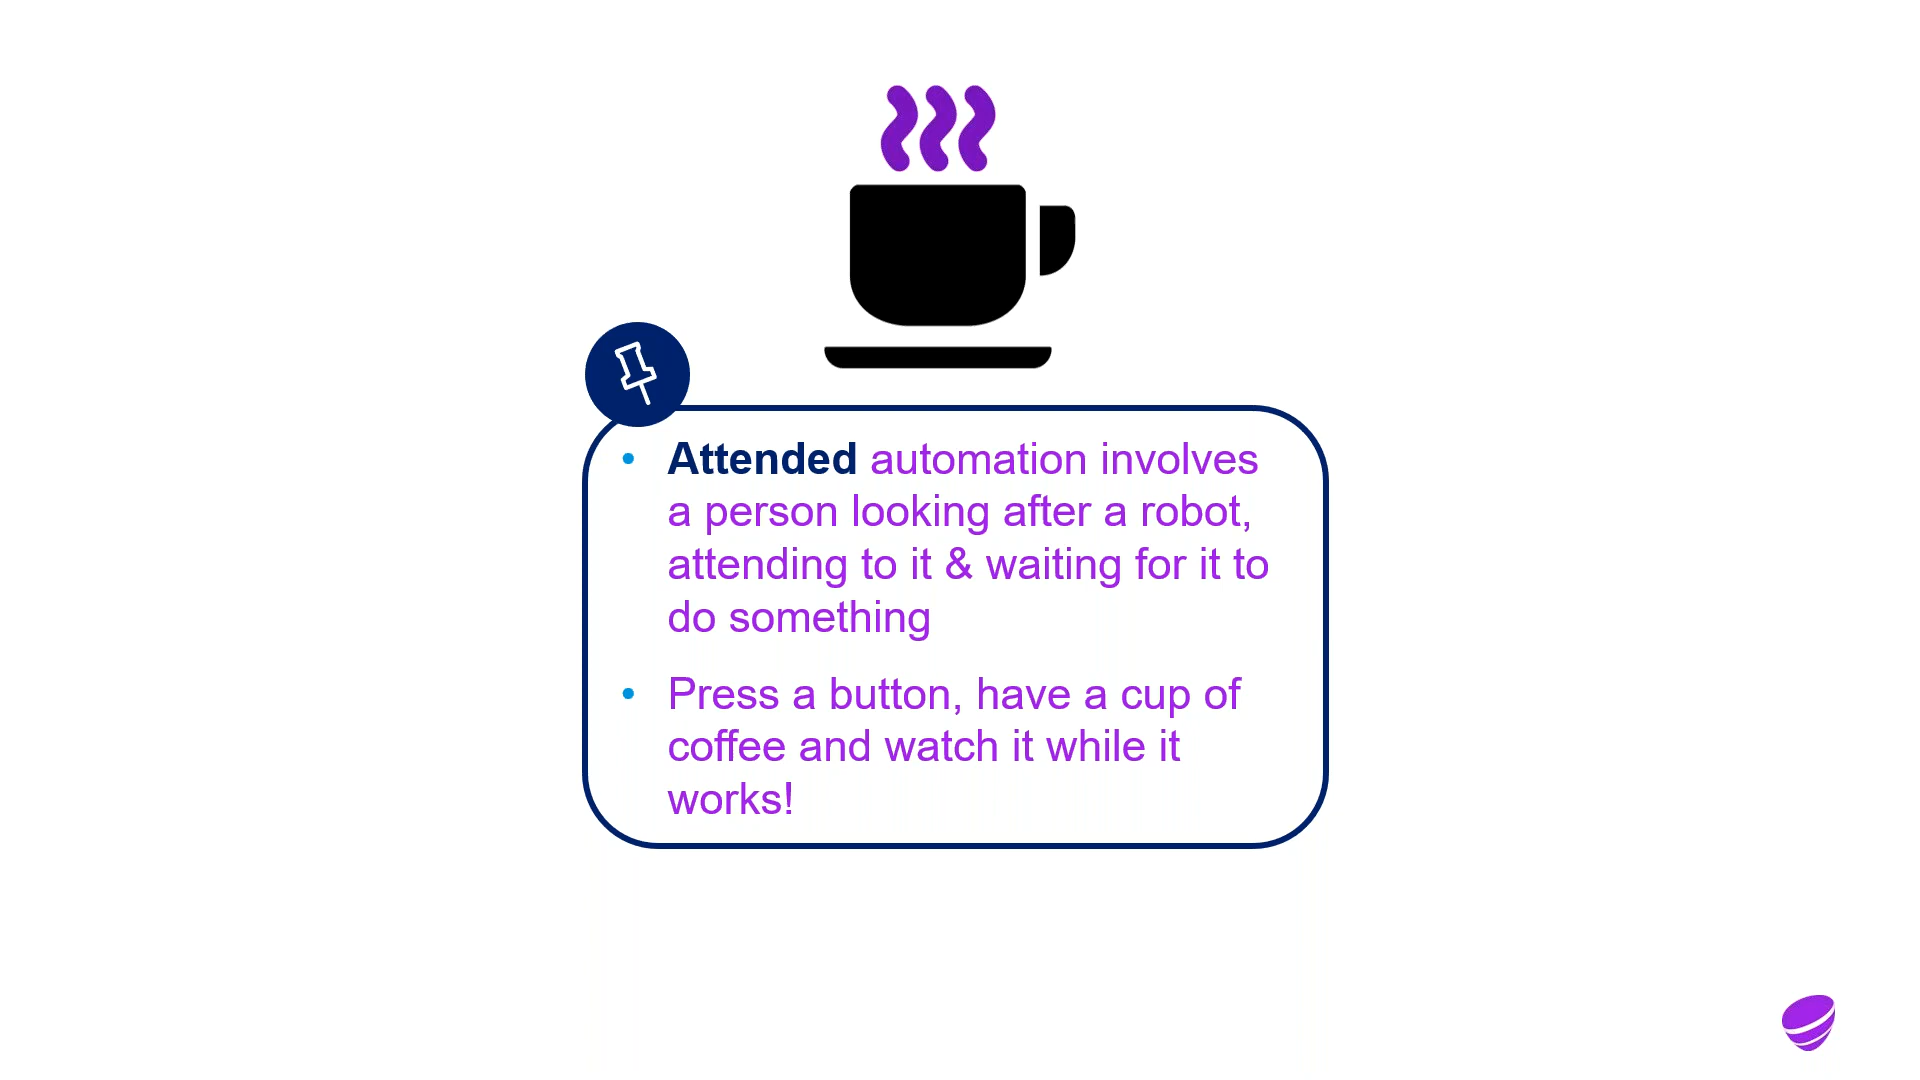 • Attended automation involves
a person looking after a robot,
attending to it & waiting for it to
do something
• Press a button, have a cup of
coffee and watch it while it
works!